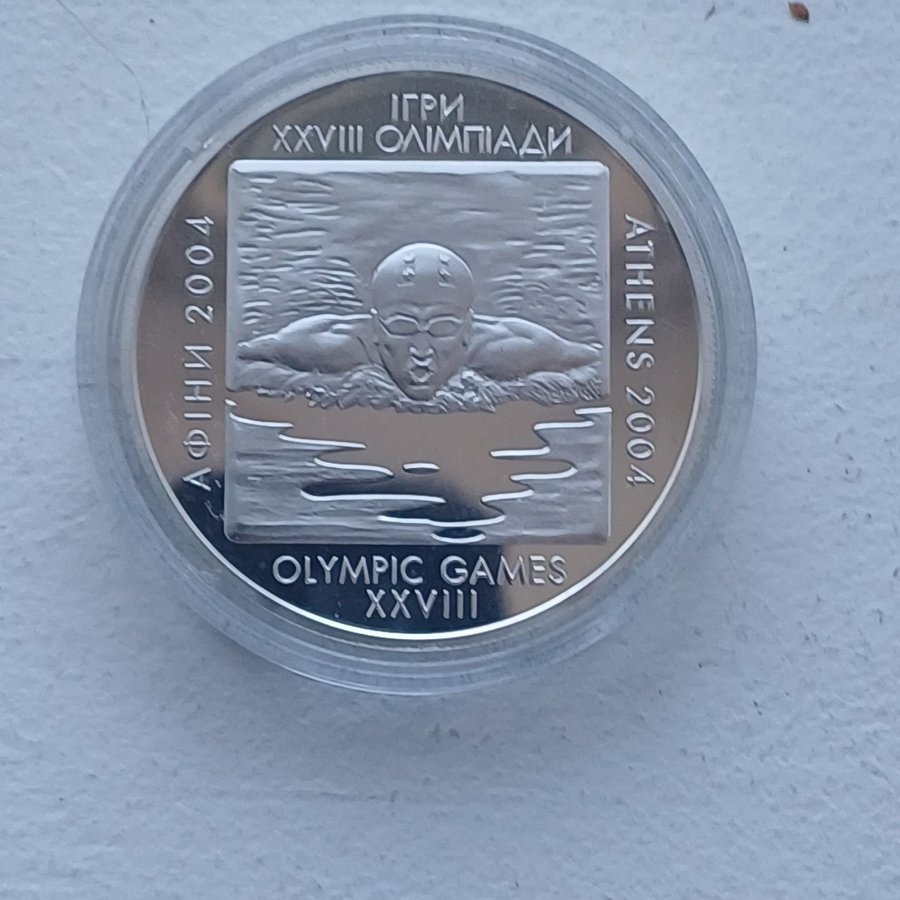 ІГРИ
XXVIII ОЛІМПІАДИ
АФІНИ 2004
ATHENS 2004
OLYMPIC GAMES
XXVIII